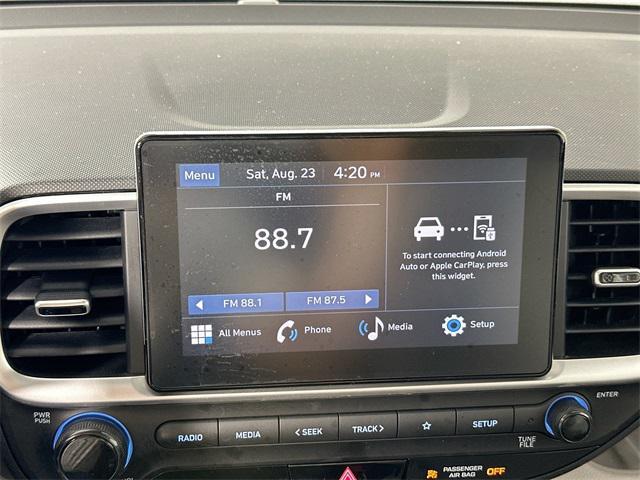 Menu Sat, Aug. 23 4:20 PM
FM
88.7
To start connecting Android
Auto or Apple CarPlay, press
this widget.
FM 88.1 FM 87.5
All Menus Phone Media Setup
PWR
PUSH
RADIO MEDIA < SEEK TRACK > SETUP
ENTER
TUNE
FILE
PASSENGER
AIR BAG OFF